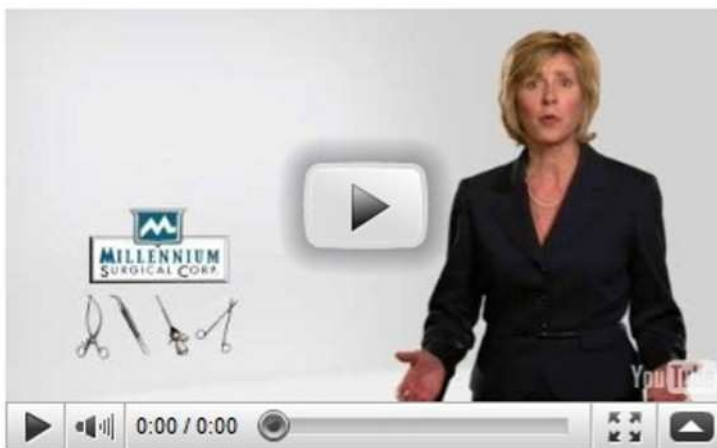 M
MILLENNIUM
SURGICAL CORP.
YouTube
0:00 / 0:00